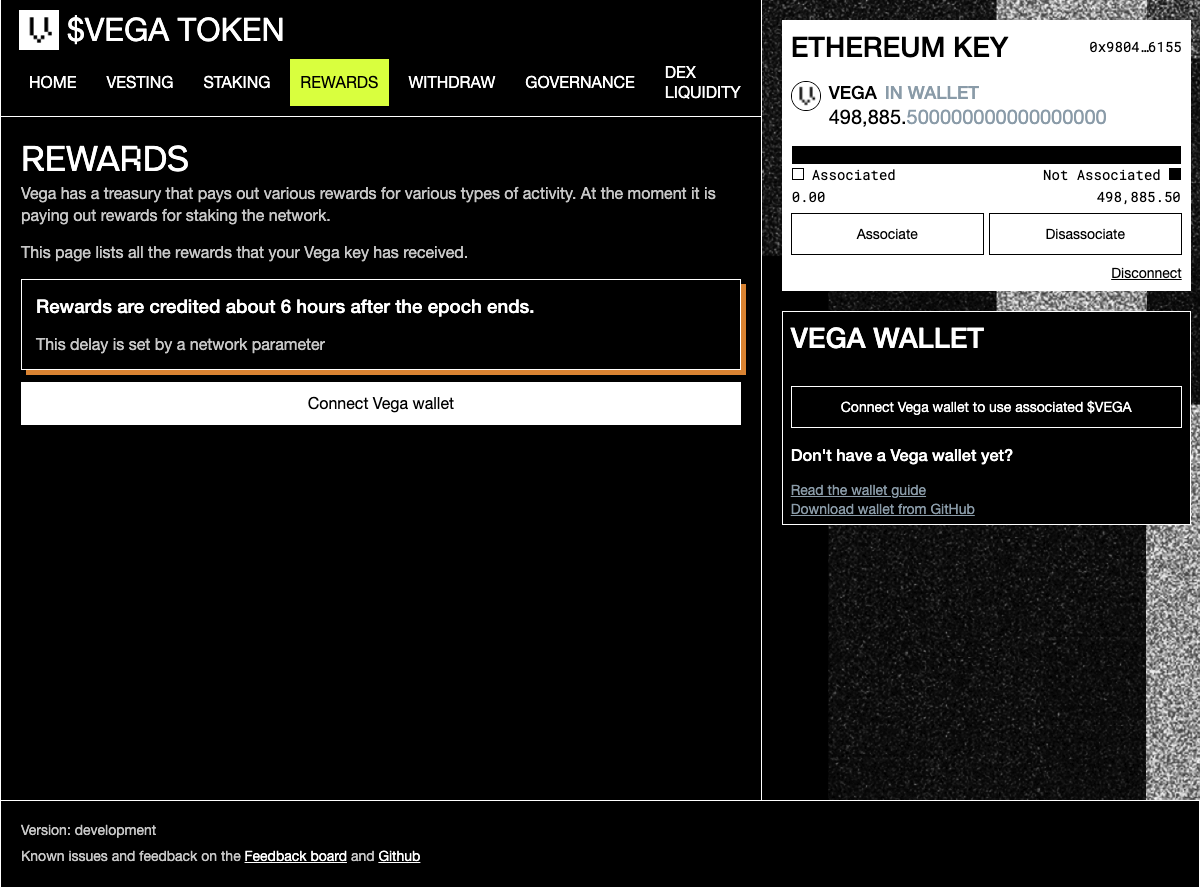 $VEGA TOKEN
HOME
VESTING
STAKING
REWARDS
WITHDRAW
GOVERNANCE
DEX
LIQUIDITY
REWARDS
Vega has a treasury that pays out various rewards for various types of activity. At the moment it is
paying out rewards for staking the network.
This page lists all the rewards that your Vega key has received.
Rewards are credited about 6 hours after the epoch ends.
This delay is set by a network parameter
Connect Vega wallet
ETHEREUM KEY 0x9804…6155
VEGA IN WALLET
498,885.500000000000000000
Associated Not Associated
0.00 498,885.50
Associate Disassociate
Disconnect
VEGA WALLET
Connect Vega wallet to use associated $VEGA
Don't have a Vega wallet yet?
Read the wallet guide
Download wallet from GitHub
Version: development
Known issues and feedback on the Feedback board and Github